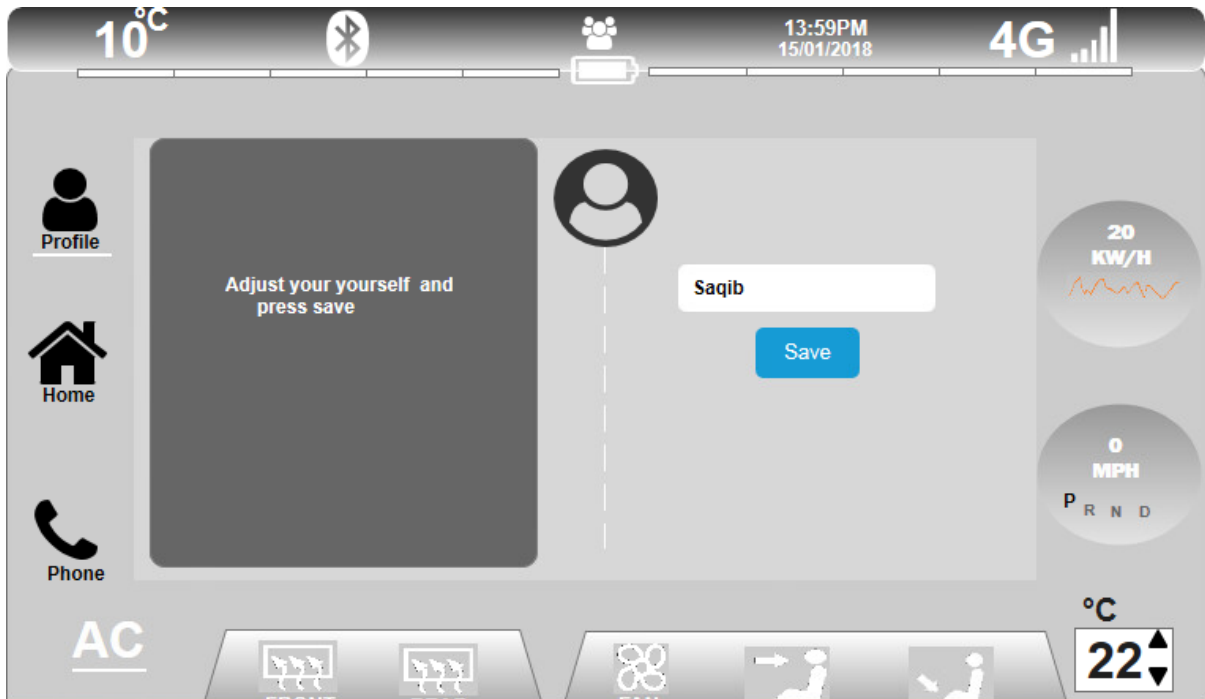 10°C
13:59PM
15/01/2018
4G
Profile
Adjust your yourself and
press save
Saqib
Save
20
KW/H
Home
0
MPH
P R N D
Phone
AC
°C
22